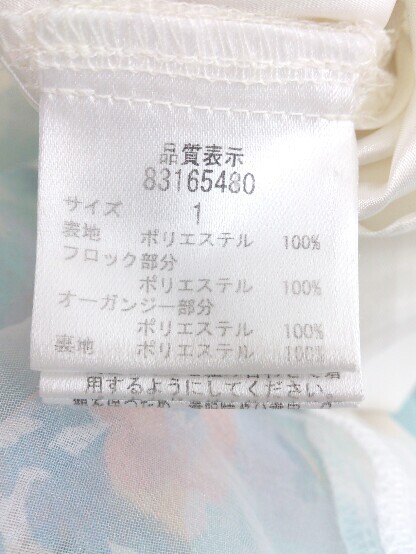 品質表示
83165480
サイズ 1
表地 ポリエステル 100%
フロック部分
ポリエステル 100%
オーガンジー部分
ポリエステル 100%
裏地 ポリエステル 100%
用するようにしてください